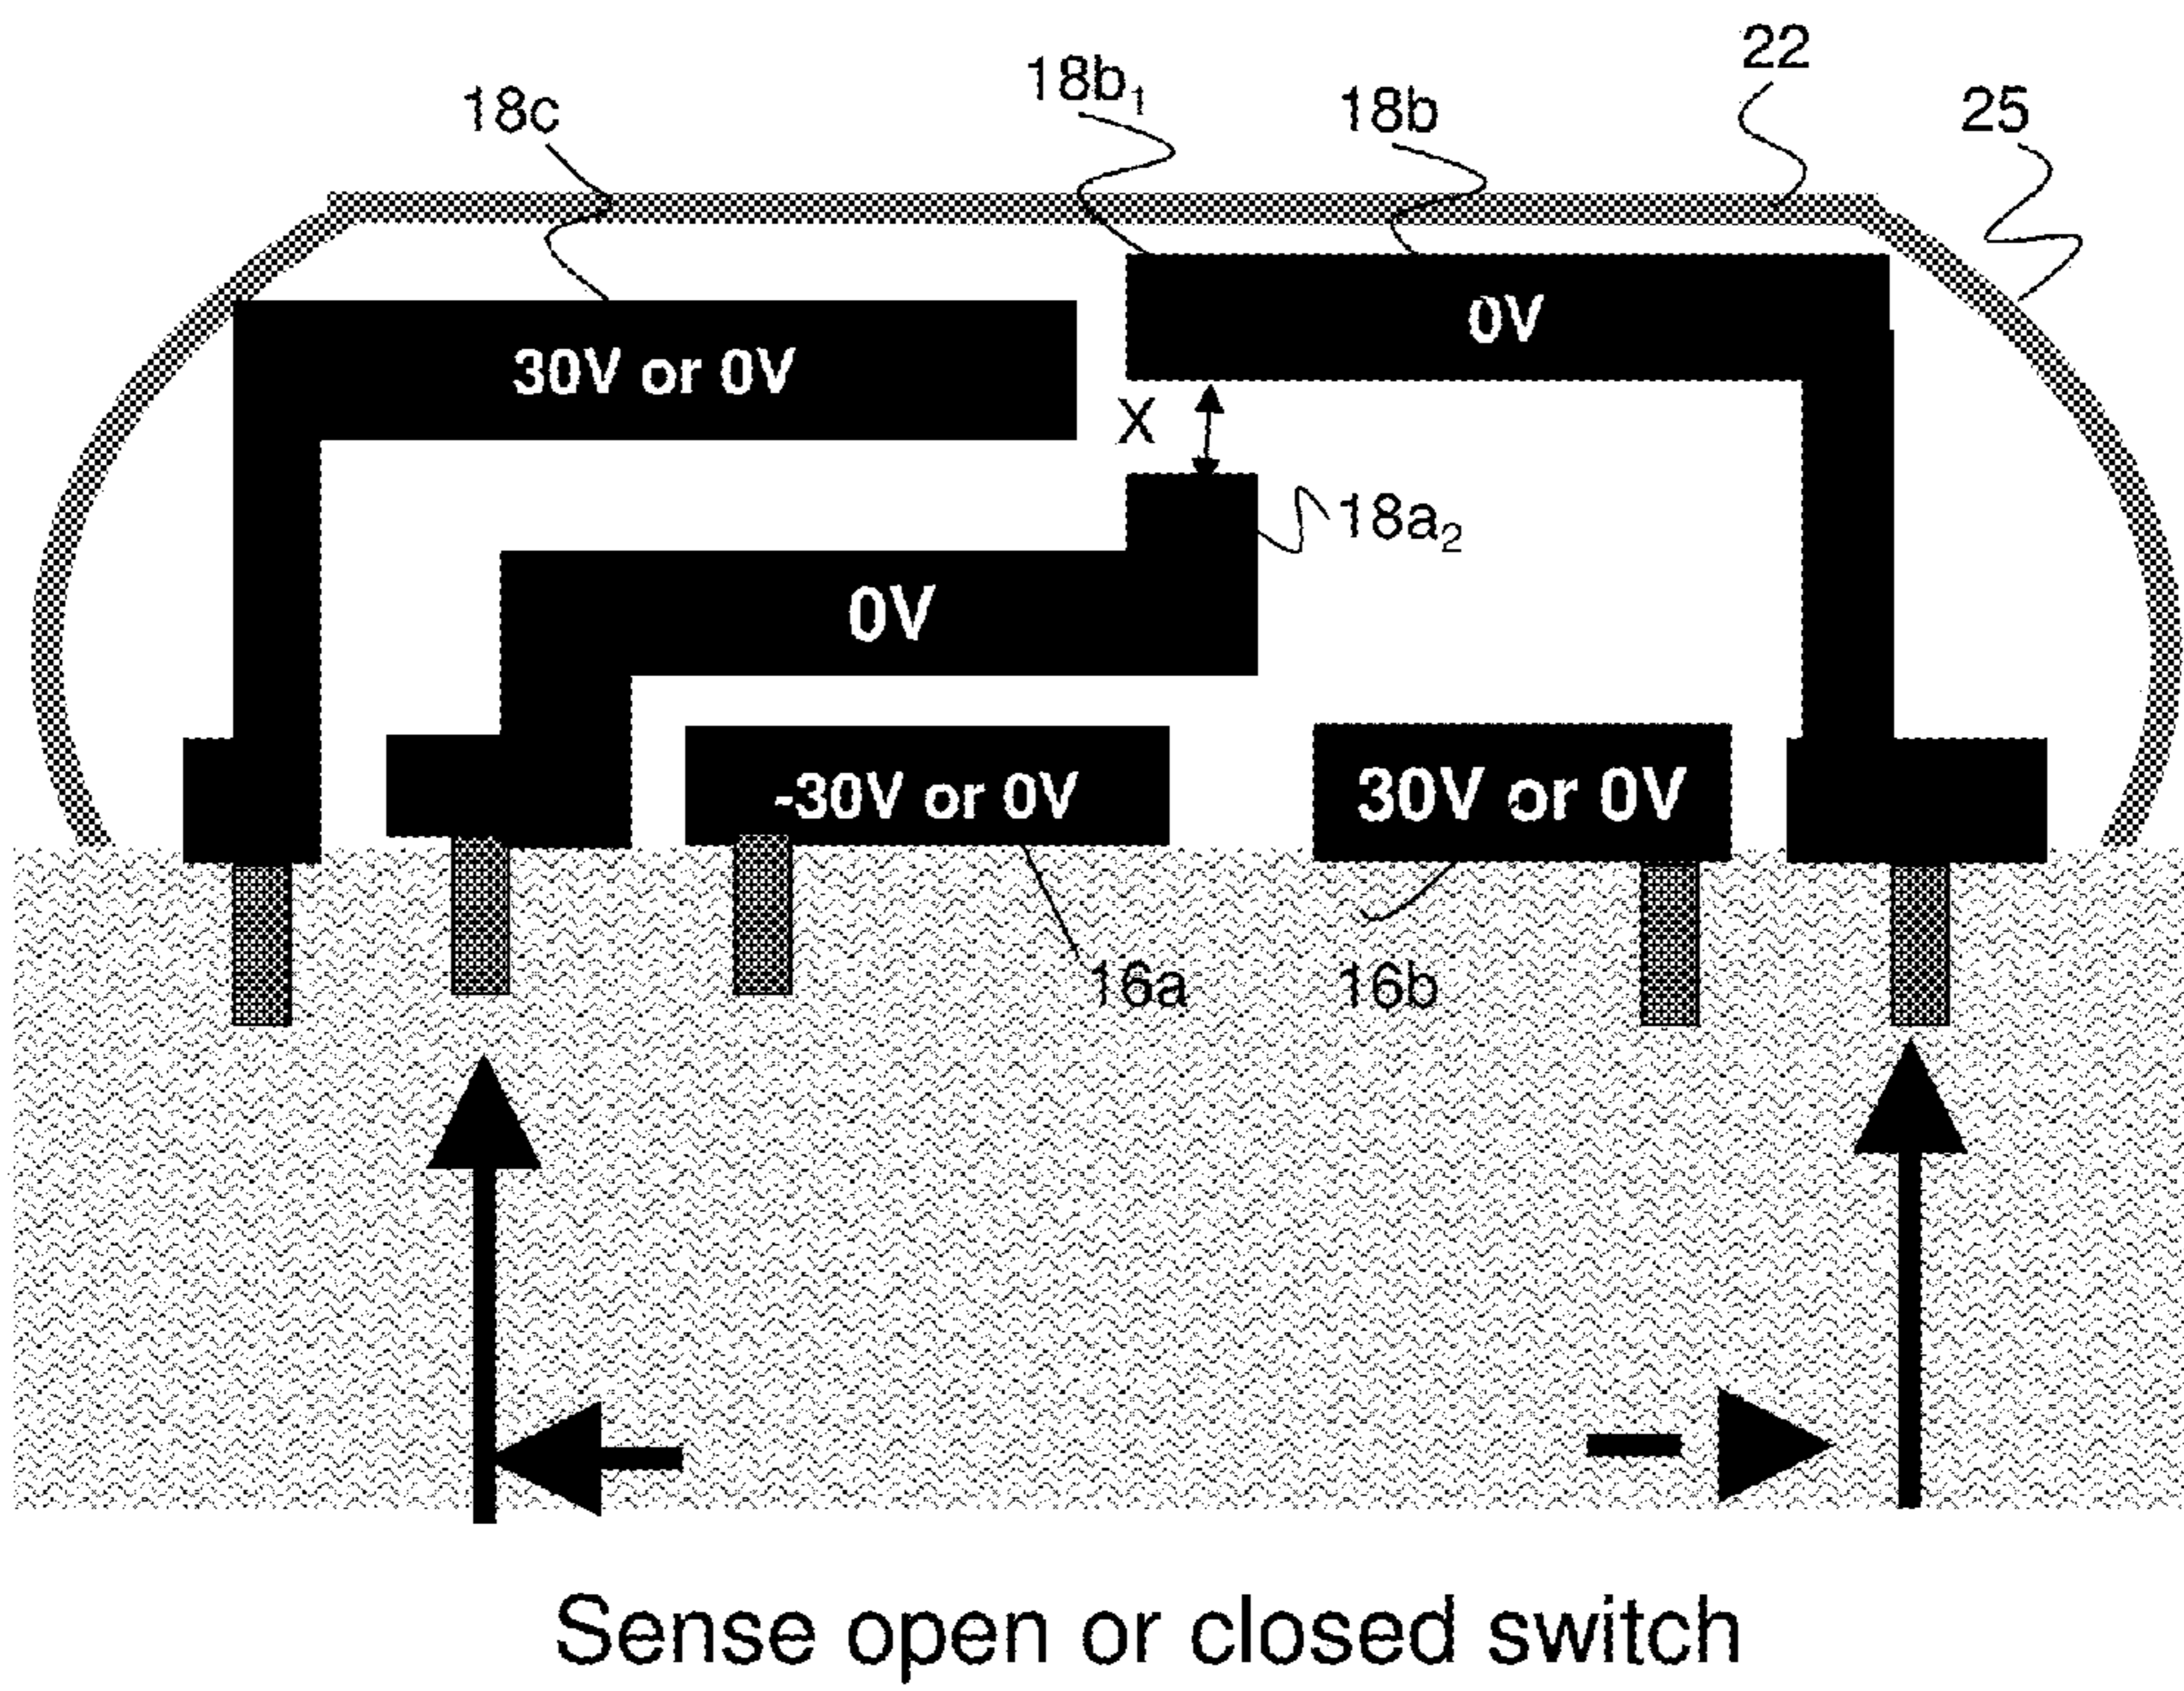 22
18b₁
18c
18b
25
0V
30V or 0V
X
18a₂
0V
-30V or 0V
30V or 0V
16a
16b
Sense open or closed switch